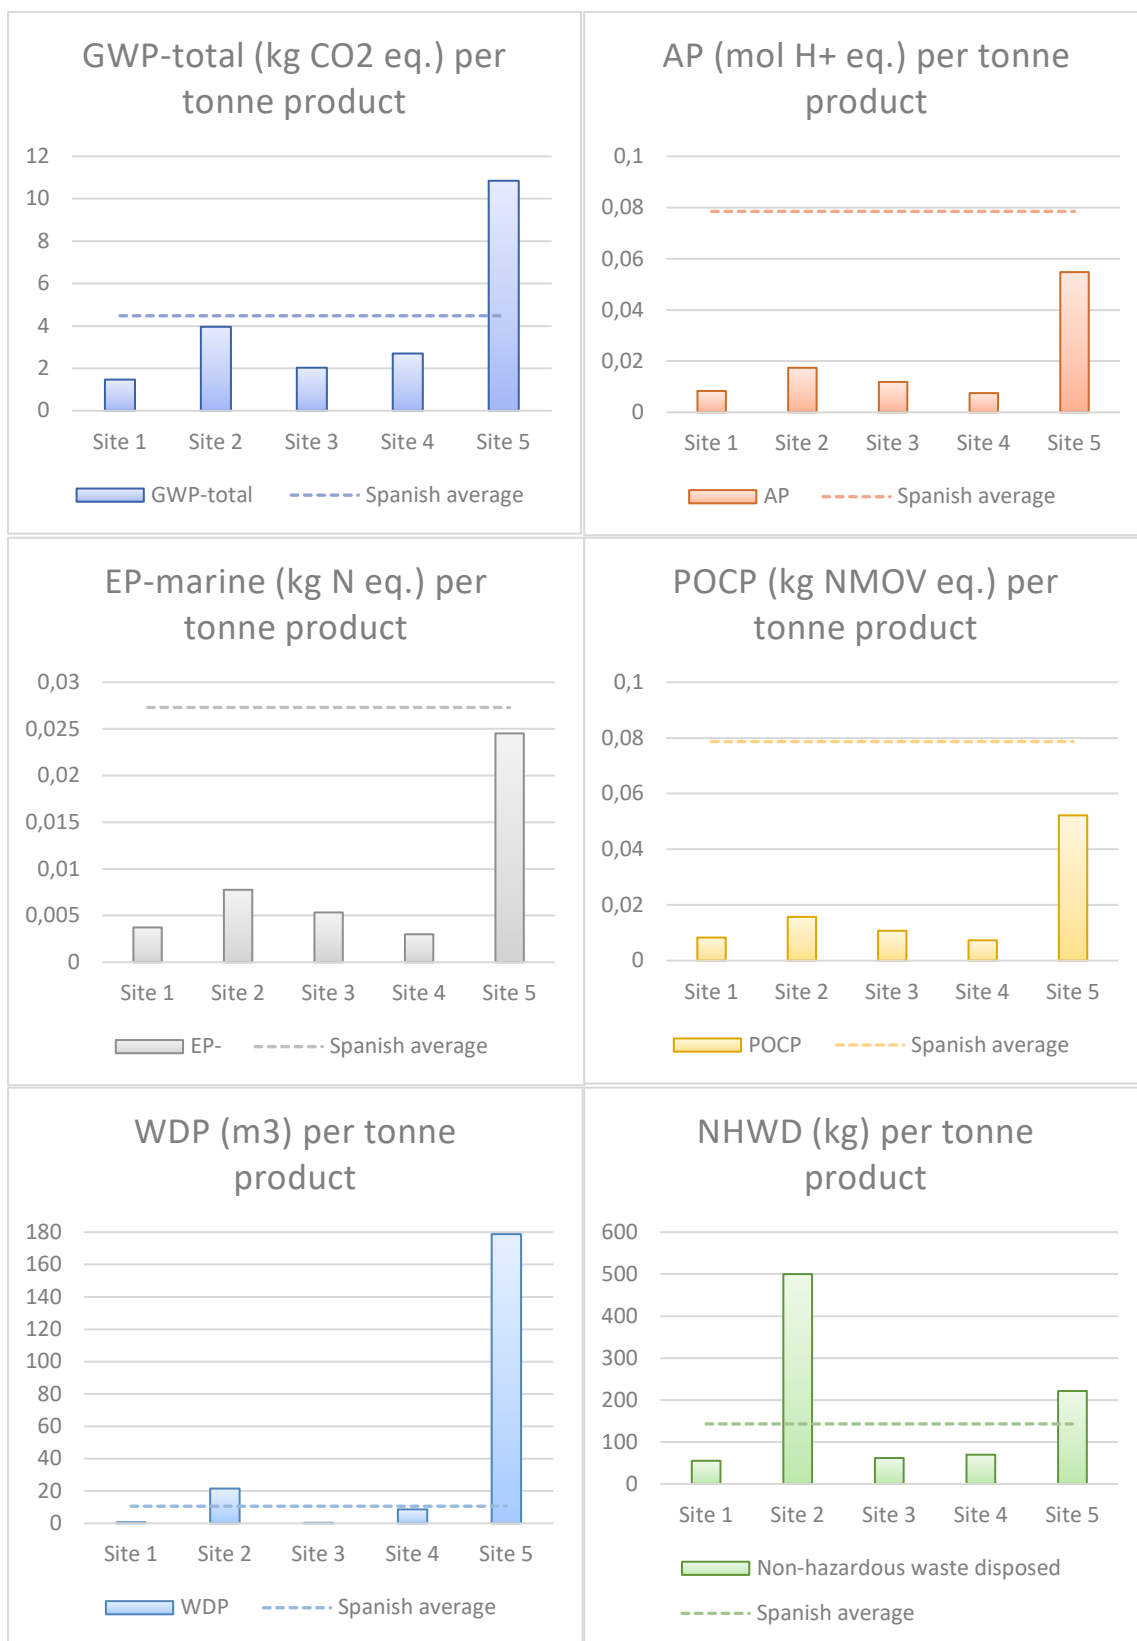 GWP-total (kg CO2 eq.) per
tonne product
12
10
8
6
4
2
0
Site 1 Site 2 Site 3 Site 4 Site 5
GWP-total Spanish average
AP (mol H+ eq.) per tonne
product
0,1
0,08
0,06
0,04
0,02
0
Site 1 Site 2 Site 3 Site 4 Site 5
AP Spanish average
EP-marine (kg N eq.) per
tonne product
0,03
0,025
0,02
0,015
0,01
0,005
0
Site 1 Site 2 Site 3 Site 4 Site 5
EP- Spanish average
POCP (kg NMOV eq.) per
tonne product
0,1
0,08
0,06
0,04
0,02
0
Site 1 Site 2 Site 3 Site 4 Site 5
POCP Spanish average
WDP (m3) per tonne
product
180
160
140
120
100
80
60
40
20
0
Site 1 Site 2 Site 3 Site 4 Site 5
WDP Spanish average
NHWD (kg) per tonne
product
600
500
400
300
200
100
0
Site 1 Site 2 Site 3 Site 4 Site 5
Non-hazardous waste disposed
Spanish average